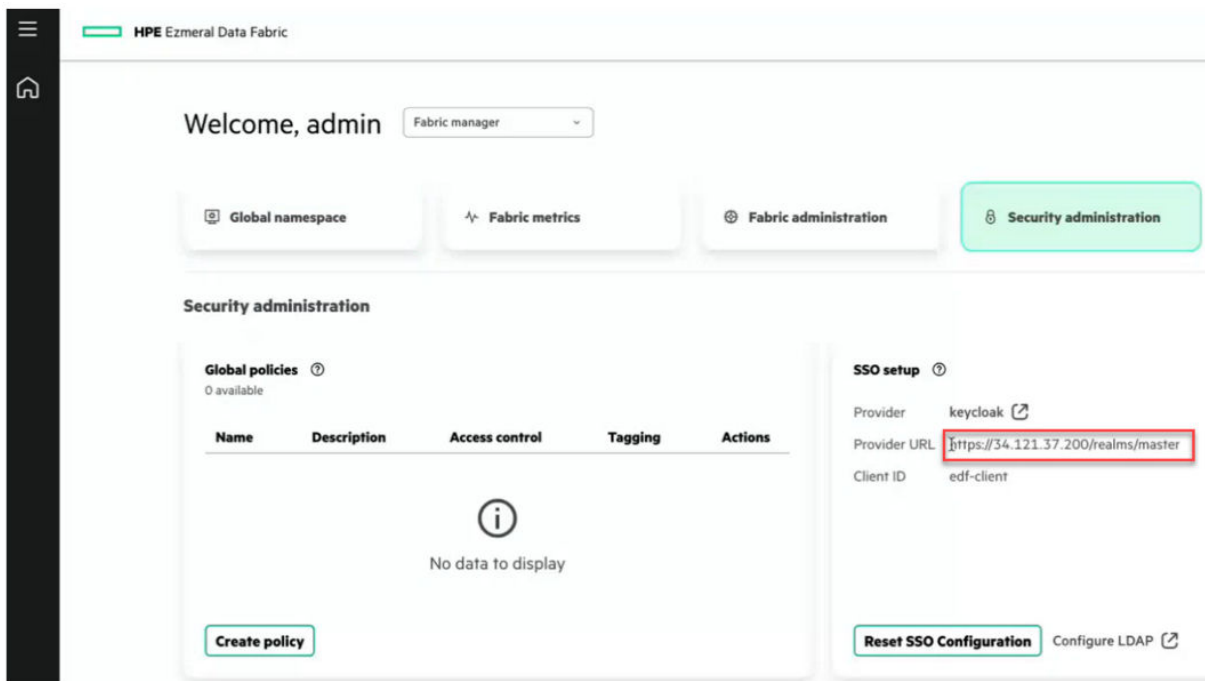 HPE Ezmeral Data Fabric
Welcome, admin
Fabric manager
Global namespace
Fabric metrics
Fabric administration
Security administration
Security administration
Global policies
0 available
Name Description Access control Tagging Actions
No data to display
Create policy
SSO setup
Provider keycloak
Provider URL https://34.121.37.200/realms/master
Client ID edf-client
Reset SSO Configuration Configure LDAP